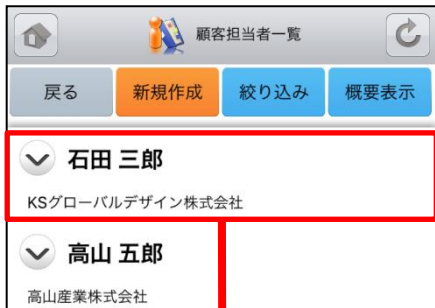 顧客担当者一覧
戻る 新規作成 絞り込み 概要表示
石田 三郎
KSグローバルデザイン株式会社
高山 五郎
高山産業株式会社